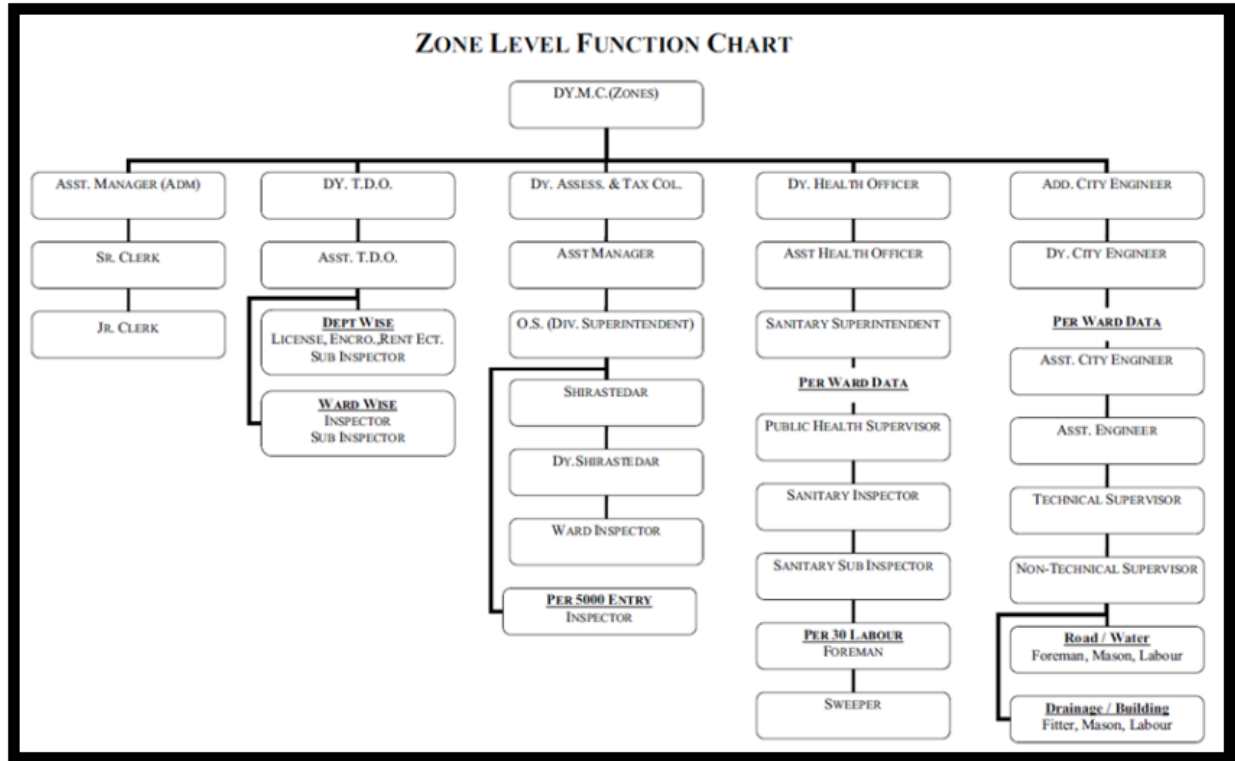 ZONE LEVEL FUNCTION CHART
DY.M.C.(ZONES)
ASST. MANAGER (ADM)
SR. CLERK
JR. CLERK
DY. T.D.O.
ASST. T.D.O.
DEPT WISE
LICENSE, ENCRO.,RENT ECT.
SUB INSPECTOR
WARD WISE
INSPECTOR
SUB INSPECTOR
DY. ASSESS. & TAX COL.
ASST MANAGER
O.S. (DIV. SUPERINTENDENT)
SHIRASTEDAR
DY.SHIRASTEDAR
WARD INSPECTOR
PER 5000 ENTRY
INSPECTOR
DY. HEALTH OFFICER
ASST HEALTH OFFICER
SANITARY SUPERINTENDENT
PER WARD DATA
PUBLIC HEALTH SUPERVISOR
SANITARY INSPECTOR
SANITARY SUB INSPECTOR
PER 30 LABOUR
FOREMAN
SWEEPER
ADD. CITY ENGINEER
DY. CITY ENGINEER
PER WARD DATA
ASST. CITY ENGINEER
ASST. ENGINEER
TECHNICAL SUPERVISOR
NON-TECHNICAL SUPERVISOR
Road / Water
Foreman, Mason, Labour
Drainage / Building
Fitter, Mason, Labour